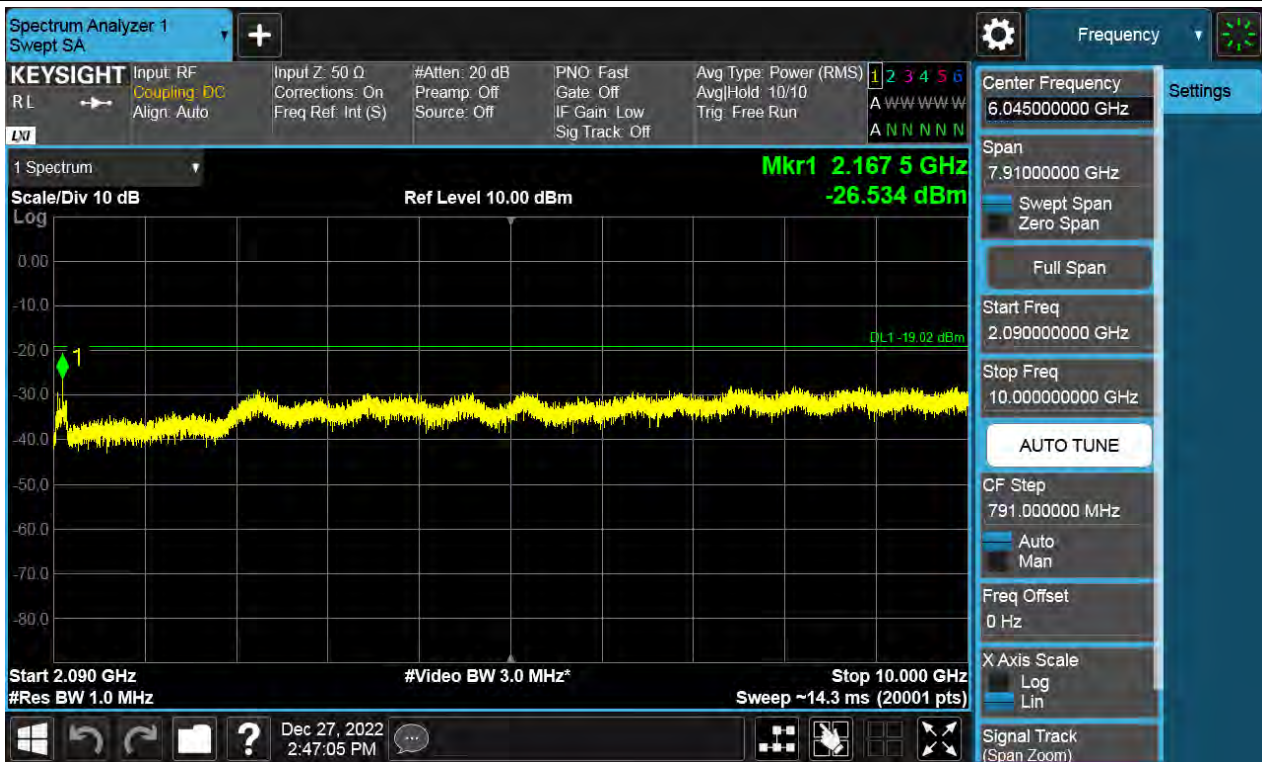 Spectrum Analyzer 1
Swept SA
+
Frequency
KEYSIGHT
R L
LXI
Input: RF
Coupling: DC
Align: Auto
Input Z: 50 Ω
Corrections: On
Freq Ref: Int (S)
#Atten: 20 dB
Preamp: Off
Source: Off
PNO: Fast
Gate: Off
IF Gain: Low
Sig Track: Off
Avg Type: Power (RMS)
Avg|Hold: 10/10
Trig: Free Run
1 2 3 4 5 6
A W W W W W
A N N N N N
1 Spectrum
Scale/Div 10 dB
Ref Level 10.00 dBm
Mkr1 2.167 5 GHz
-26.534 dBm
Log
0.00
-10.0
-20.0
-30.0
-40.0
-50.0
-60.0
-70.0
-80.0
DL1 -19.02 dBm
1
Start 2.090 GHz
#Video BW 3.0 MHz*
Stop 10.000 GHz
#Res BW 1.0 MHz
Sweep ~14.3 ms (20001 pts)
Center Frequency
6.045000000 GHz
Span
7.91000000 GHz
Swept Span
Zero Span
Full Span
Start Freq
2.090000000 GHz
Stop Freq
10.000000000 GHz
AUTO TUNE
CF Step
791.000000 MHz
Auto
Man
Freq Offset
0 Hz
X Axis Scale
Log
Lin
Signal Track
(Span Zoom)
Settings
?
Dec 27, 2022
2:47:05 PM